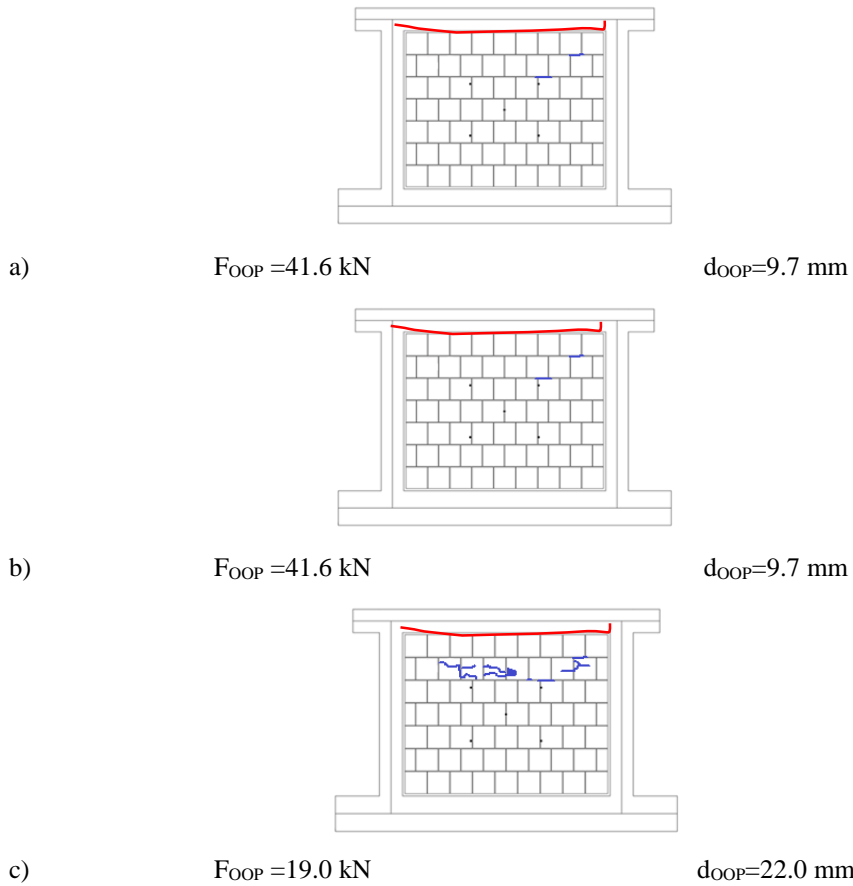 a) F_OOP =41.6 kN d_OOP=9.7 mm
b) F_OOP =41.6 kN d_OOP=9.7 mm
c) F_OOP =19.0 kN d_OOP=22.0 mm